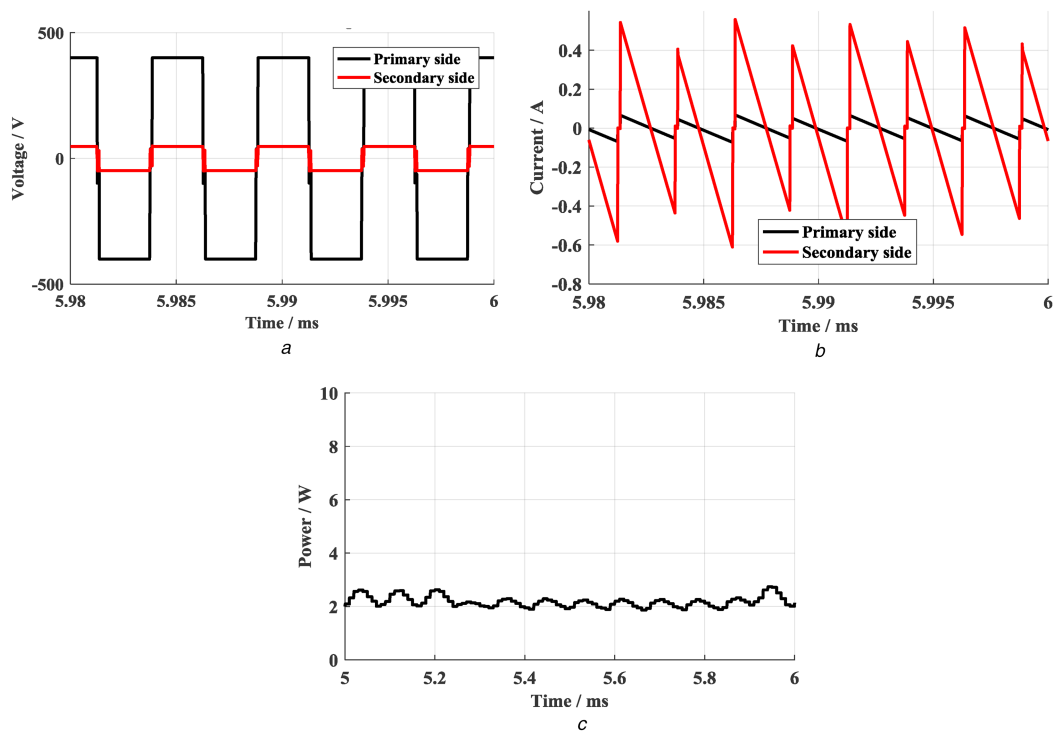 500
0
-500
Voltage / V
Primary side
Secondary side
5.98 5.985 5.99 5.995 6
Time / ms
a
0.4
0.2
0
-0.2
-0.4
-0.6
-0.8
Current / A
Primary side
Secondary side
5.98 5.985 5.99 5.995 6
Time / ms
b
10
8
6
4
2
0
Power / W
5 5.2 5.4 5.6 5.8 6
Time / ms
c